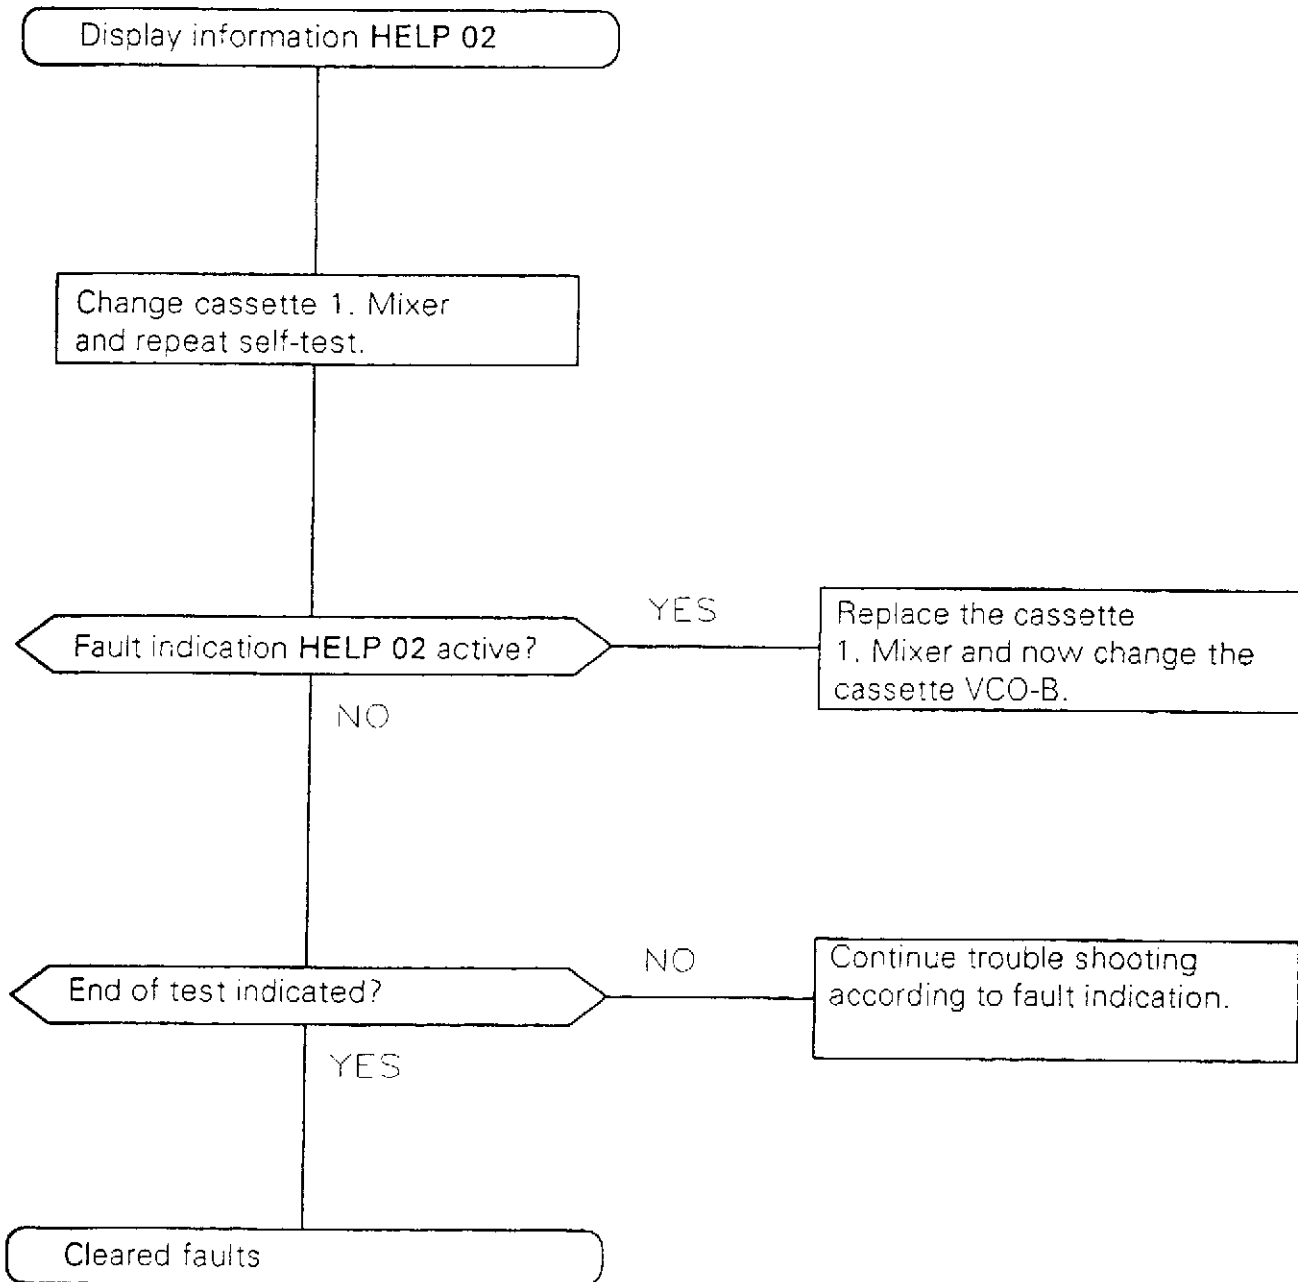 Display information HELP 02
Change cassette 1. Mixer
and repeat self-test.
Fault indication HELP 02 active?
YES
Replace the cassette
1. Mixer and now change the
cassette VCO-B.
NO
End of test indicated?
NO
Continue trouble shooting
according to fault indication.
YES
Cleared faults